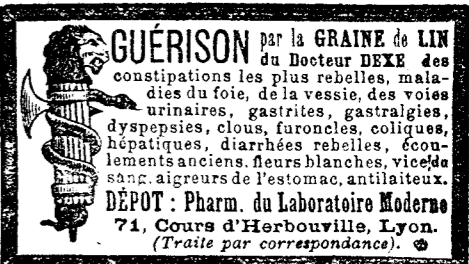 GUÉRISON par la GRAINE de LIN
du Docteur DEXE des
constipations les plus rebelles, mala-
dies du foie, de la vessie, des voies
urinaires, gastrites, gastralgies,
dyspepsies, clous, furoncles, coliques,
hépatiques, diarrhées rebelles, écou-
lements anciens, fleurs blanches, vice du
sang, aigreurs de l'estomac, antilaiteux.
DÉPOT : Pharm. du Laboratoire Moderne
71, Cours d'Herbouville, Lyon.
(Traite par correspondance).